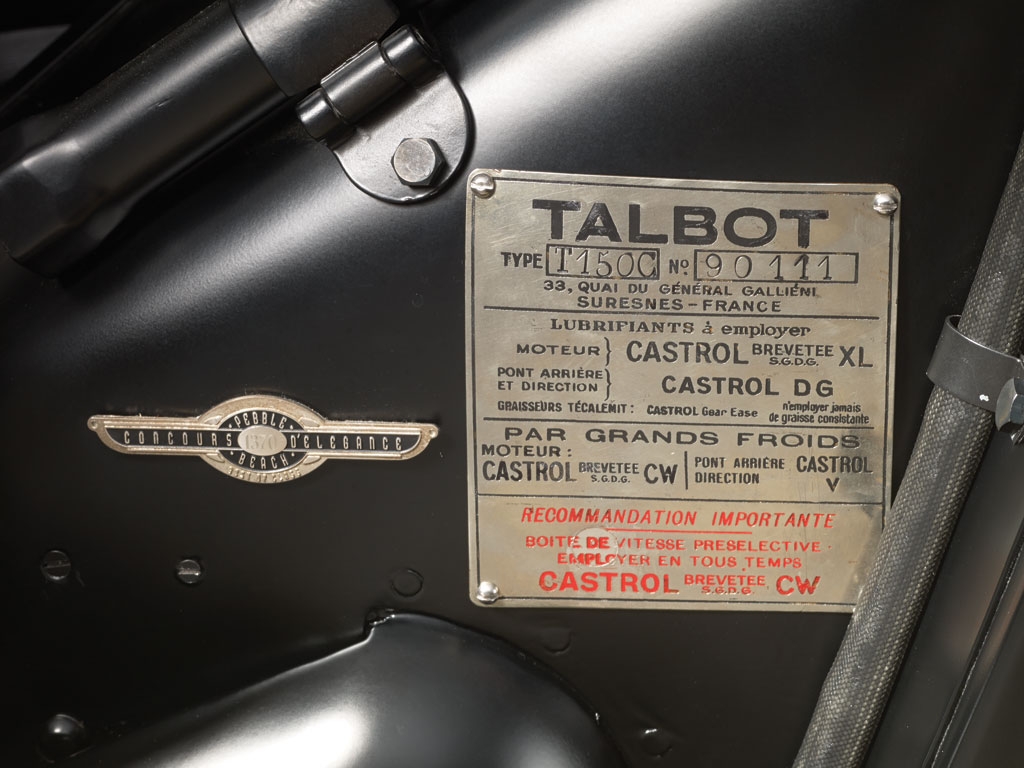 TALBOT
TYPE T150C Nº 90111
33, QUAI DU GÉNÉRAL GALLIÉNI
SURESNES-FRANCE
LUBRIFIANTS à employer
MOTEUR } CASTROL BREVETEE S.G.D.G. XL
PONT ARRIÈRE ET DIRECTION } CASTROL DG
GRAISSEURS TÉCALEMIT: CASTROL Gear Ease n'employer jamais de graisse consistante
PAR GRANDS FROIDS
MOTEUR: CASTROL BREVETEE S.G.D.G. CW
PONT ARRIÈRE DIRECTION CASTROL V
RECOMMANDATION IMPORTANTE
BOITE DE VITESSE PRESELECTIVE
EMPLOYER EN TOUS TEMPS
CASTROL BREVETEE S.G.D.G. CW
PEBBLE
CONCOURS D'ELEGANCE
BEACH